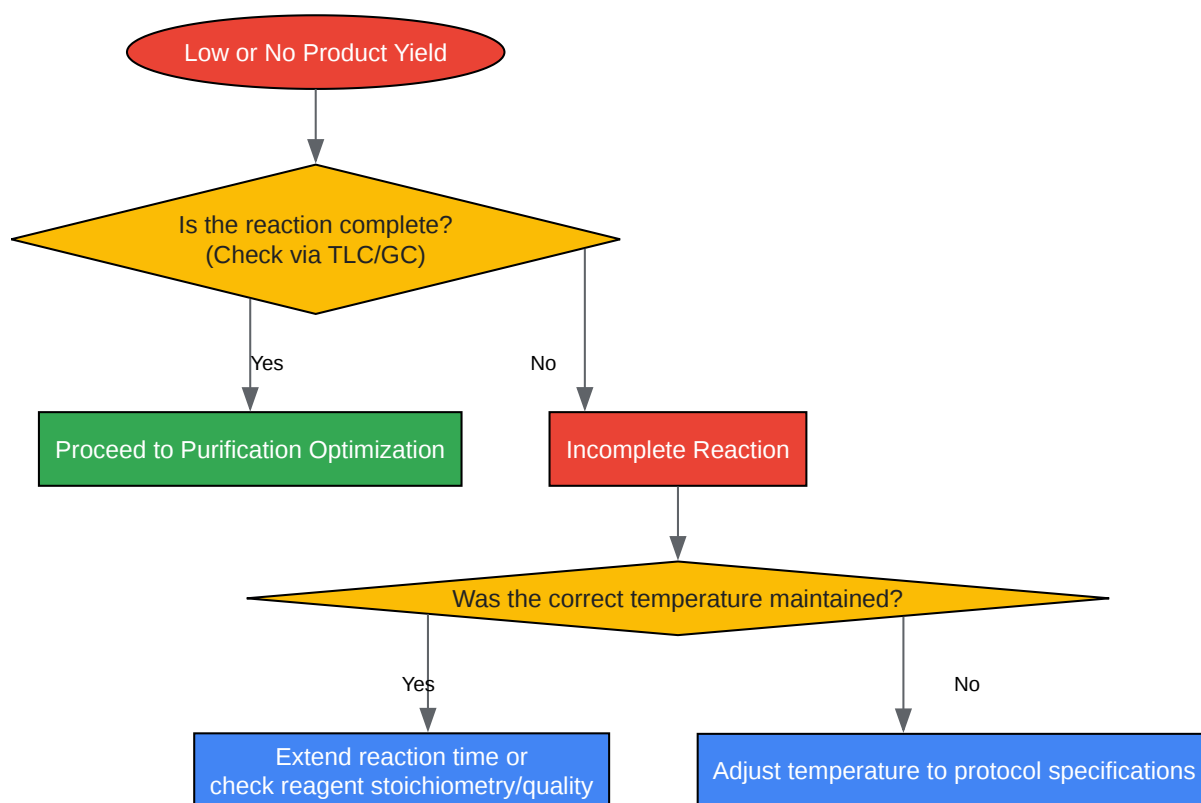 Low or No Product Yield
Is the reaction complete?
(Check via TLC/GC)
Yes
No
Proceed to Purification Optimization
Incomplete Reaction
Was the correct temperature maintained?
Yes
No
Extend reaction time or
check reagent stoichiometry/quality
Adjust temperature to protocol specifications